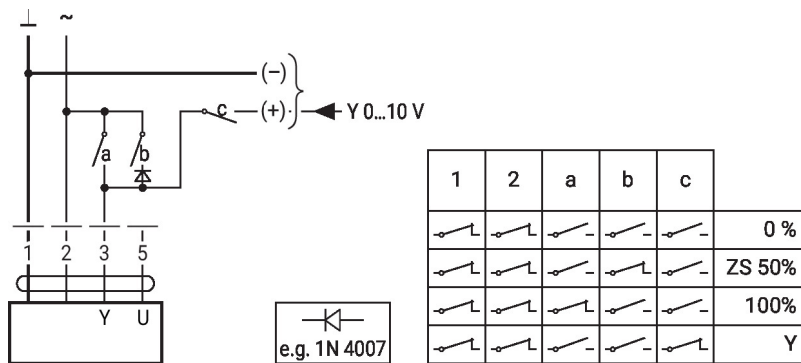 ⊥ ~
(–)
c (+) Y 0...10 V
a b
1 2 3 5
Y U
e.g. 1N 4007
1 2 a b c
0 %
ZS 50%
100%
Y